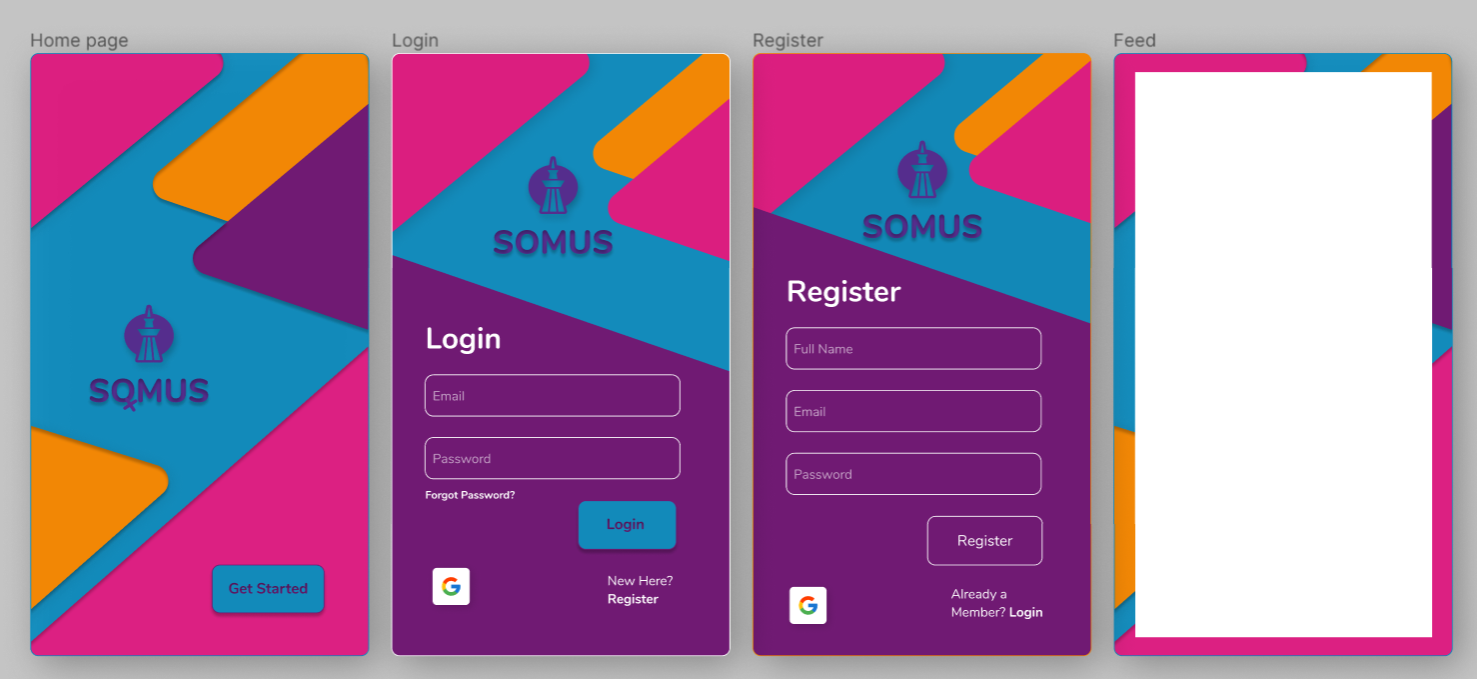 Home page
SOMUS
Get Started
Login
SOMUS
Login
Email
Password
Forgot Password?
Login
New Here?
Register
Register
SOMUS
Register
Full Name
Email
Password
Register
Already a
Member? Login
Feed